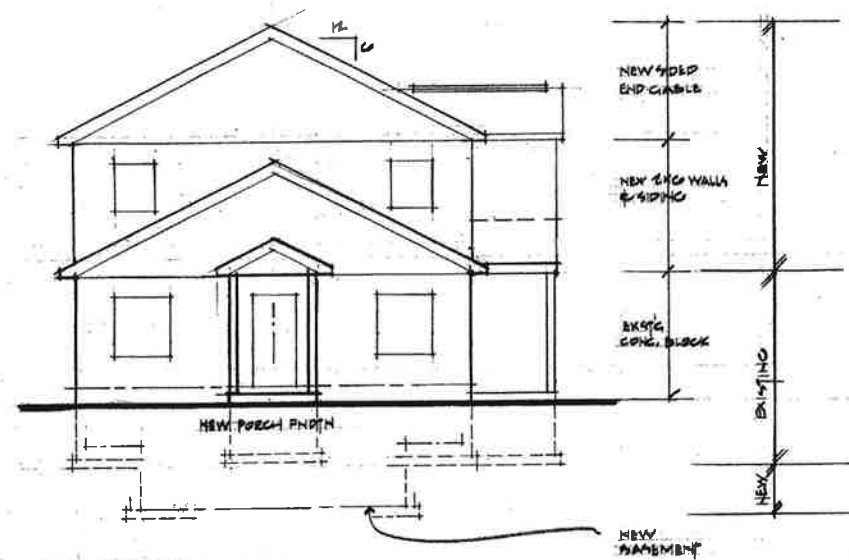 12
6
NEW SIDED
END GABLE
NEW 2X6 WALLS
& SIDING
NEW
EXIST'G
CONC. BLOCK
EXISTING
NEW PORCH FNDTN
NEW
NEW
BASEMENT